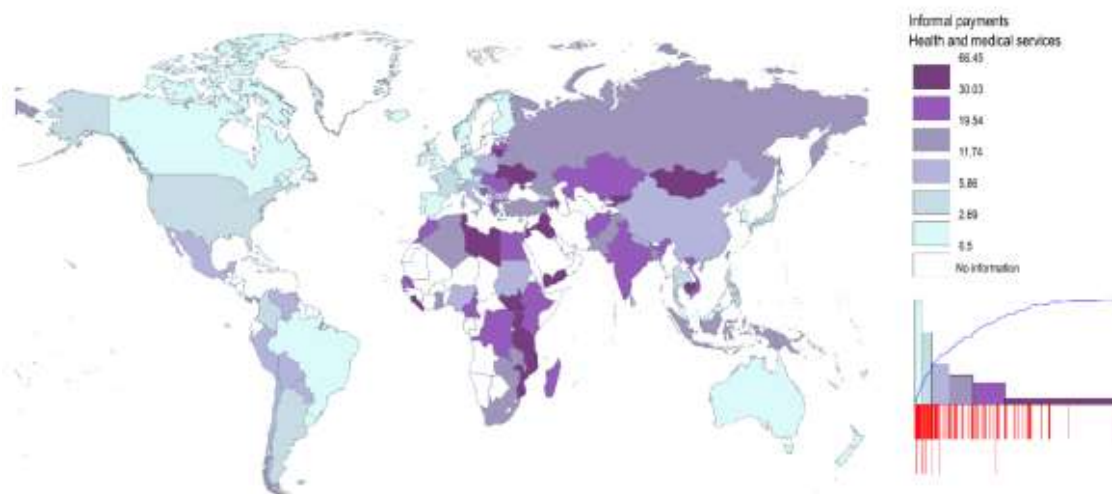 Informal payments
Health and medical services
66.45
30.03
19.54
11.74
5.86
2.69
0.5
No information